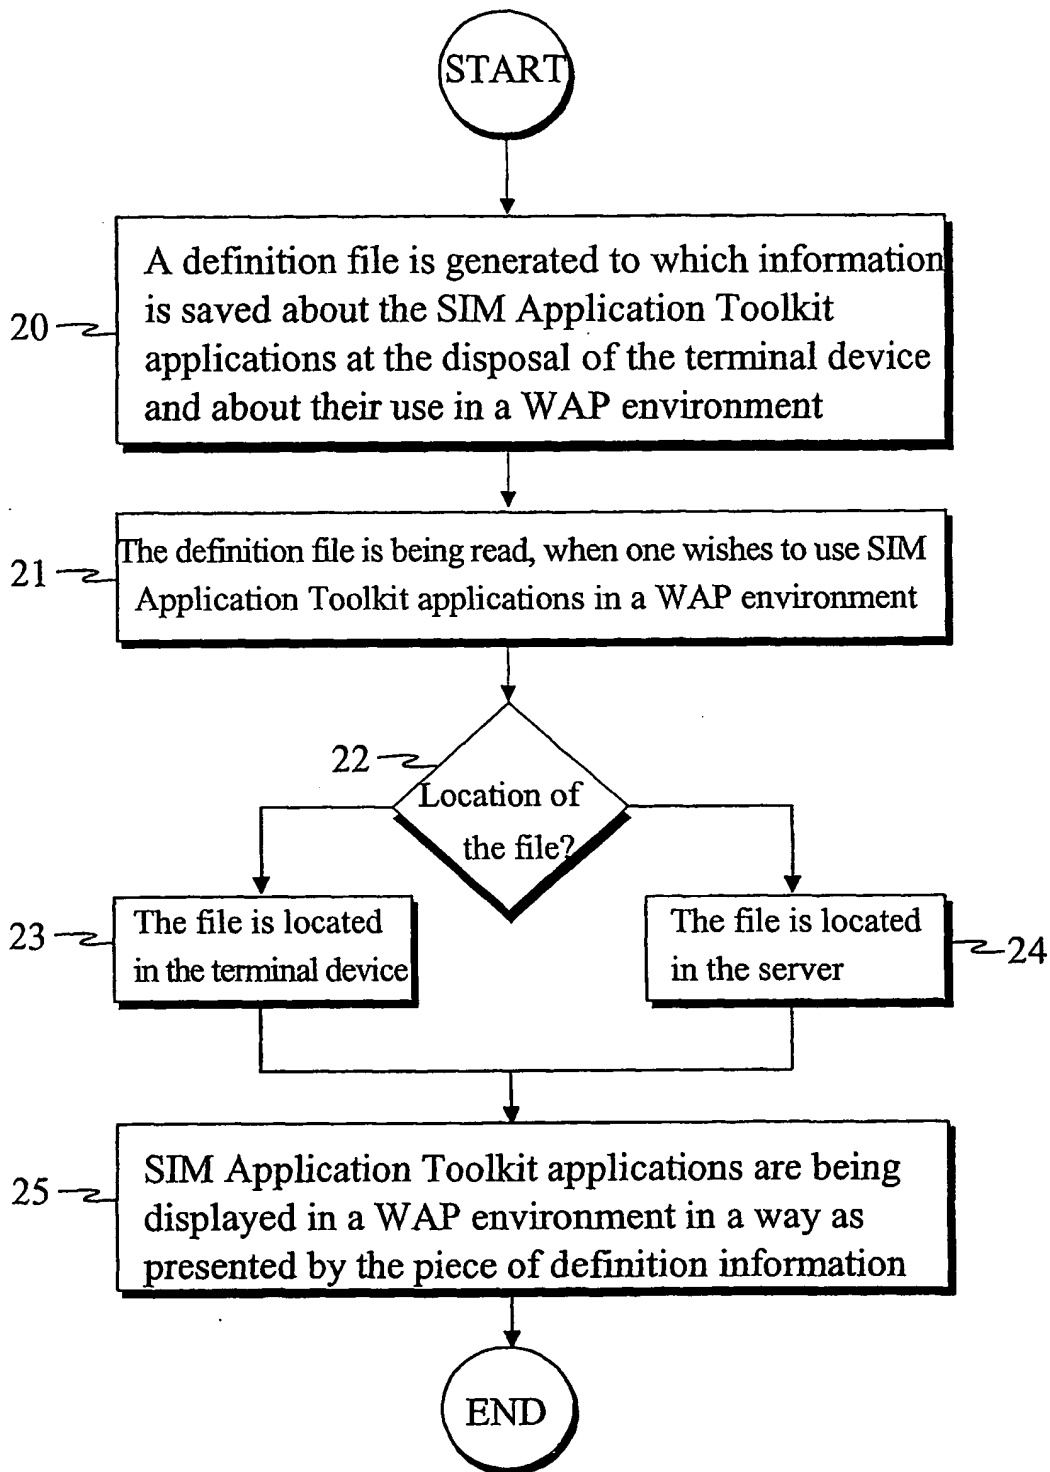 START
20
A definition file is generated to which information
is saved about the SIM Application Toolkit
applications at the disposal of the terminal device
and about their use in a WAP environment
21
The definition file is being read, when one wishes to use SIM
Application Toolkit applications in a WAP environment
22
Location of
the file?
23
The file is located
in the terminal device
The file is located
in the server
24
25
SIM Application Toolkit applications are being
displayed in a WAP environment in a way as
presented by the piece of definition information
END